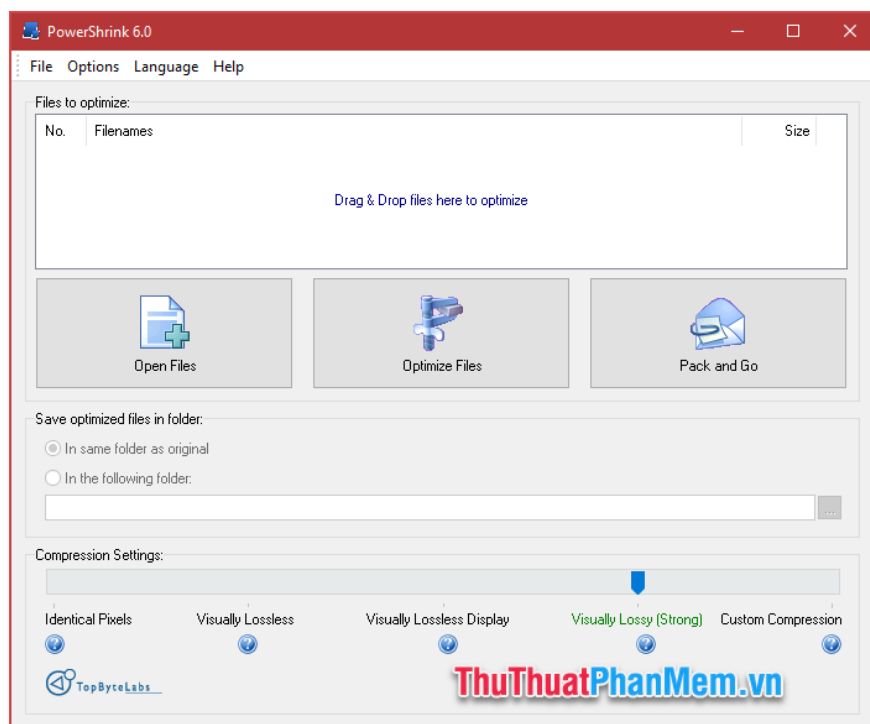 PowerShrink 6.0
File Options Language Help
Files to optimize:
No. Filenames Size
Drag & Drop files here to optimize
Open Files Optimize Files Pack and Go
Save optimized files in folder:
In same folder as original
In the following folder:
...
Compression Settings:
Identical Pixels Visually Lossless Visually Lossless Display Visually Lossy (Strong) Custom Compression
? ? ? ? ?
TopByteLabs
ThuThuatPhanMem.vn